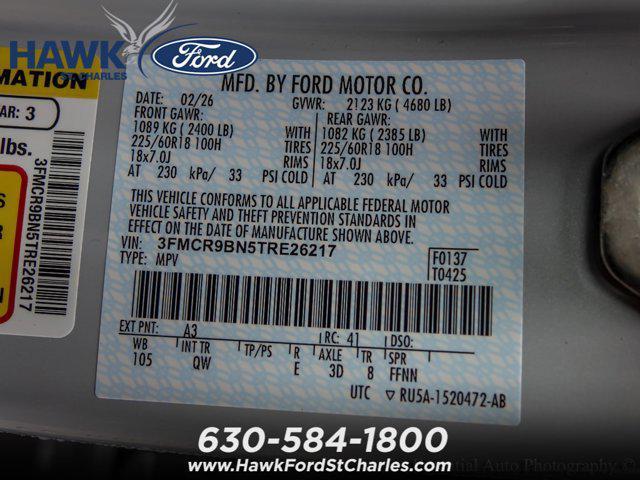 HAWK
ST. CHARLES
Ford
MATION
AR: 3
lbs.
3FMCR9BN5TRE26217
MFD. BY FORD MOTOR CO.
DATE: 02/26 GVWR: 2123 KG ( 4680 LB)
FRONT GAWR: REAR GAWR:
1089 KG ( 2400 LB) WITH 1082 KG ( 2385 LB) WITH
225/60R18 100H TIRES 225/60R18 100H TIRES
18x7.0J RIMS 18x7.0J RIMS
AT 230 kPa/ 33 PSI COLD AT 230 kPa/ 33 PSI COLD
THIS VEHICLE CONFORMS TO ALL APPLICABLE FEDERAL MOTOR
VEHICLE SAFETY AND THEFT PREVENTION STANDARDS IN
EFFECT ON THE DATE OF MANUFACTURE SHOWN ABOVE.
VIN: 3FMCR9BN5TRE26217
TYPE: MPV
F0137
T0425
EXT PNT: A3 RC: 41 DSO:
WB INT TR TP/PS R AXLE TR SPR
105 QW E 3D 8 FFNN
UTC ▽ RU5A-1520472-AB
630-584-1800
www.HawkFordStCharles.com
Auto Photography